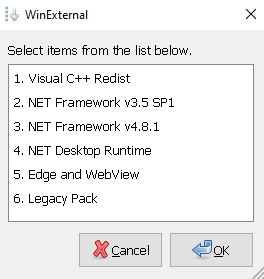 WinExternal
Select items from the list below.
1. Visual C++ Redist
2. NET Framework v3.5 SP1
3. NET Framework v4.8.1
4. NET Desktop Runtime
5. Edge and WebView
6. Legacy Pack
Cancel OK